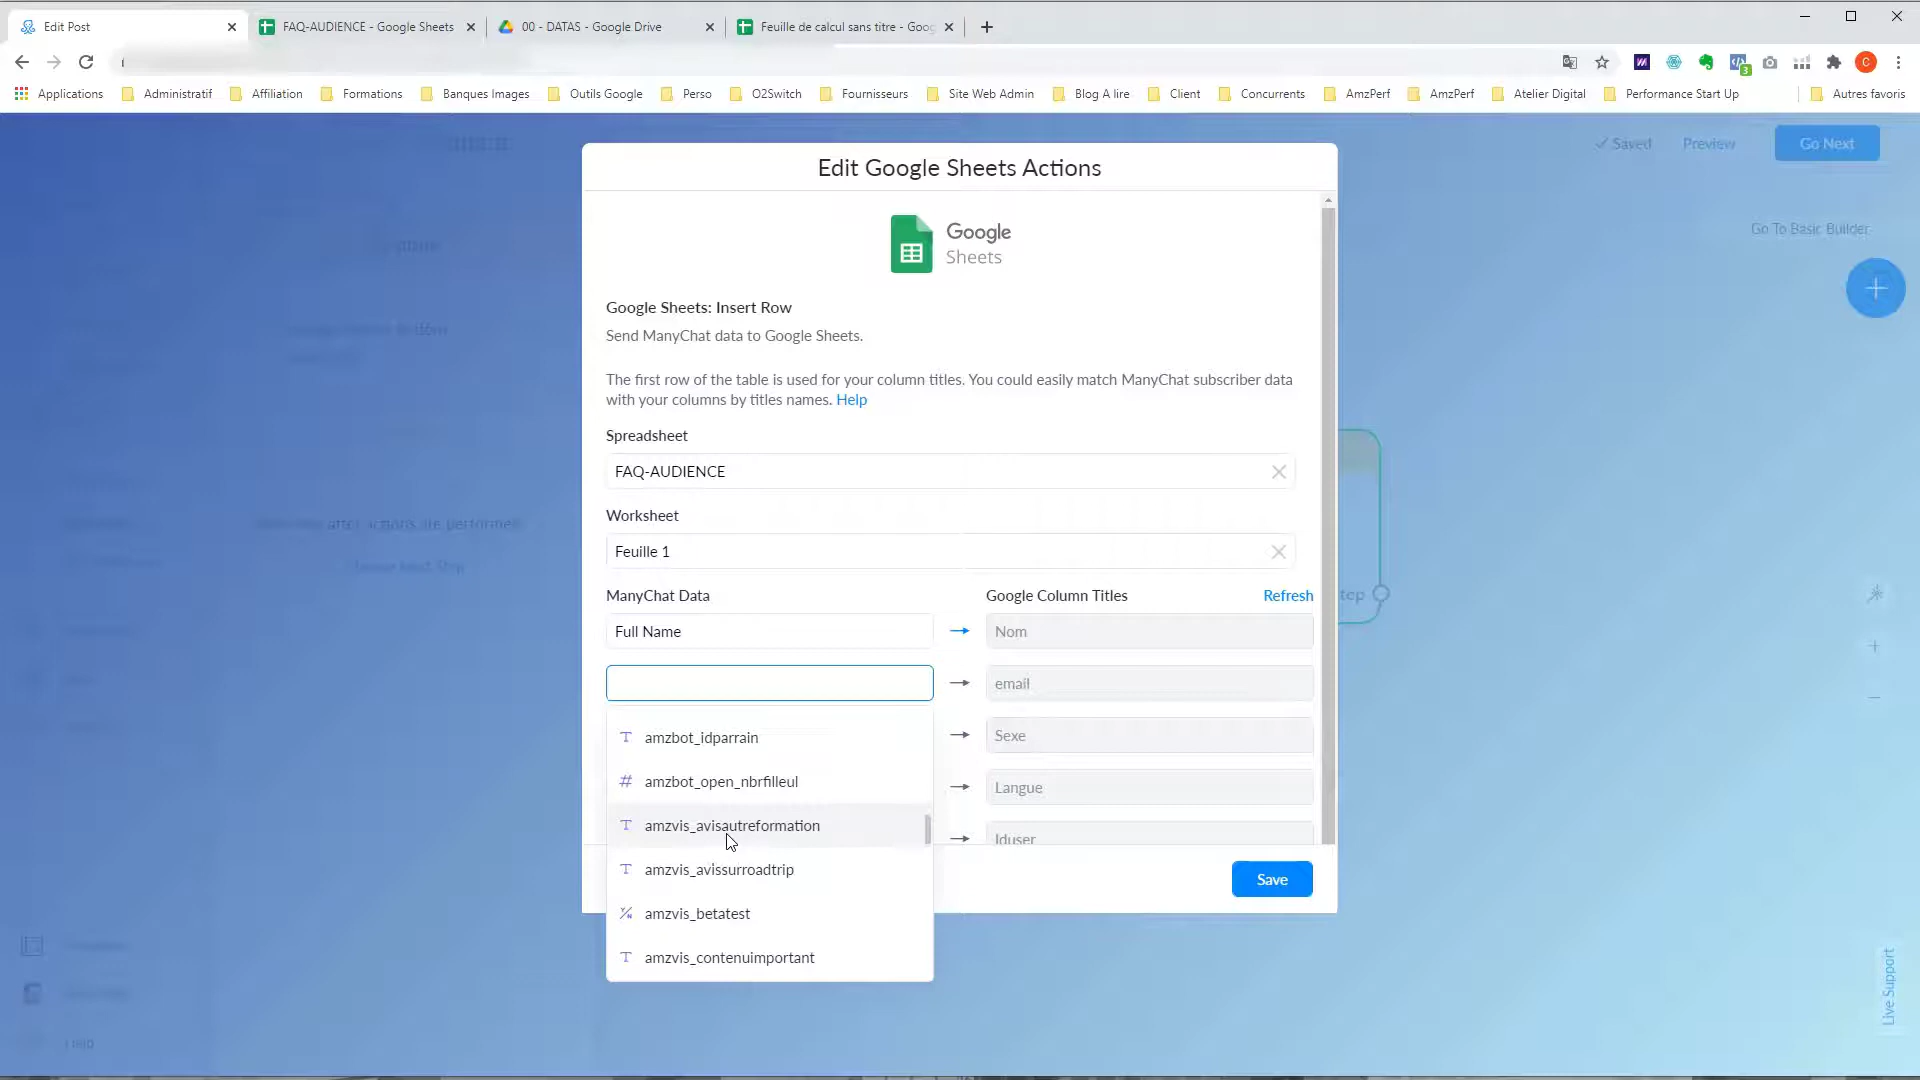 Edit Post
FAQ-AUDIENCE - Google Sheets
00 - DATAS - Google Drive
Feuille de calcul sans titre - Goog
C
3
Applications
Administratif
Affiliation
Formations
Banques Images
Outils Google
Perso
O2Switch
Fournisseurs
Site Web Admin
Blog A lire
Client
Concurrents
AmzPerf
AmzPerf
Atelier Digital
Performance Start Up
Autres favoris
Saved
Preview
Go Next
Go To Basic Builder
Edit Google Sheets Actions
Google
Sheets
Google Sheets: Insert Row
Send ManyChat data to Google Sheets.
The first row of the table is used for your column titles. You could easily match ManyChat subscriber data
with your columns by titles names. Help
Spreadsheet
FAQ-AUDIENCE
Worksheet
Feuille 1
ManyChat Data
Google Column Titles
Refresh
Full Name
Nom
email
Sexe
Langue
Iduser
amzbot_idparrain
amzbot_open_nbrfilleul
amzvis_avisautreformation
amzvis_avissurroadtrip
amzvis_betatest
amzvis_contenuimportant
Save
Live Support